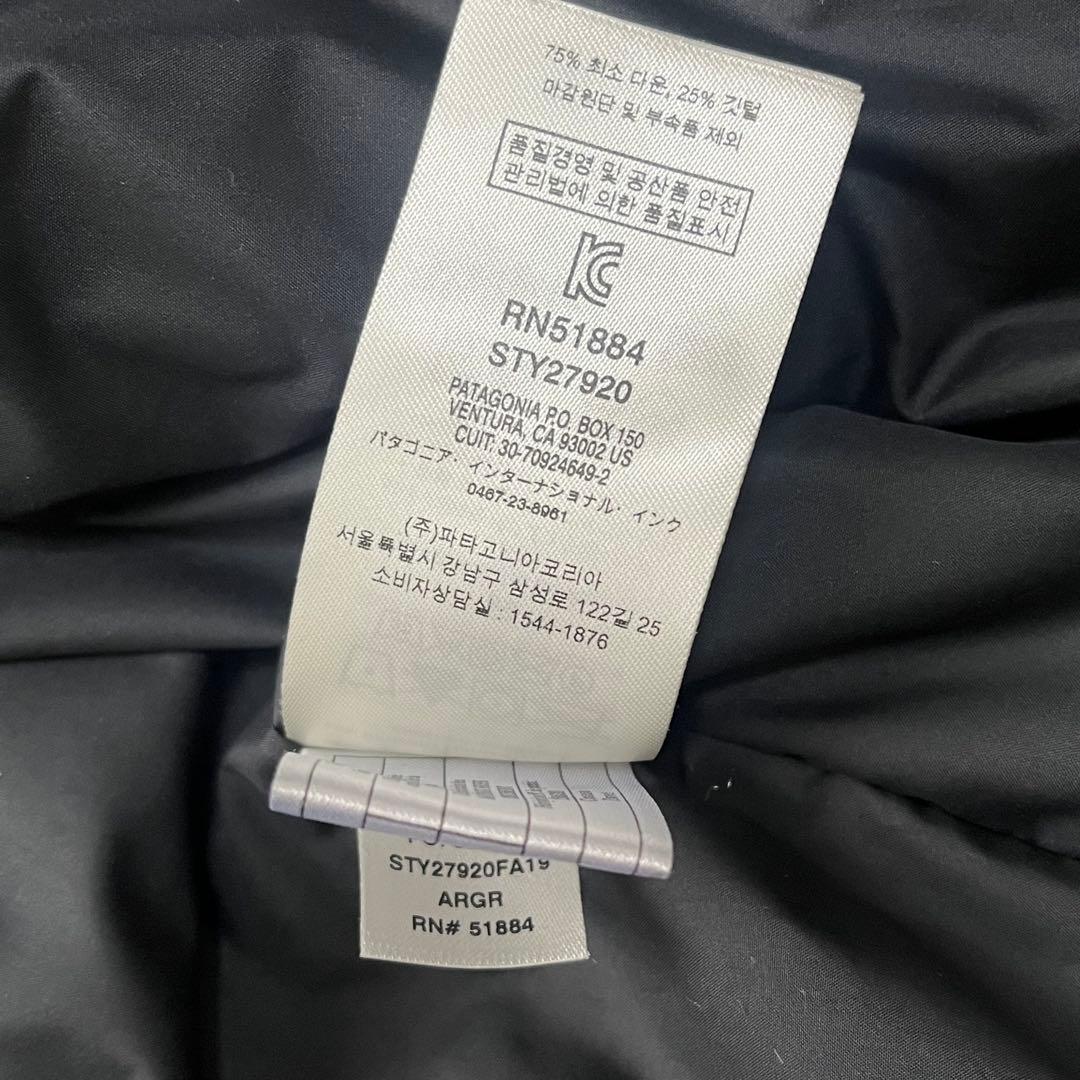 75% 최소 다운, 25% 깃털
마감원단 및 부속품 제외
품질경영 및 공산품 안전
관리법에 의한 품질표시
RN51884
STY27920
PATAGONIA P.O. BOX 150
VENTURA, CA 93002 US
CUIT: 30-70924649-2
パタゴニア・インターナショナル・インク
0467-23-8961
(주)파타고니아코리아
서울특별시 강남구 삼성로 122길 25
소비자상담실 : 1544-1876
STY27920FA19
ARGR
RN# 51884